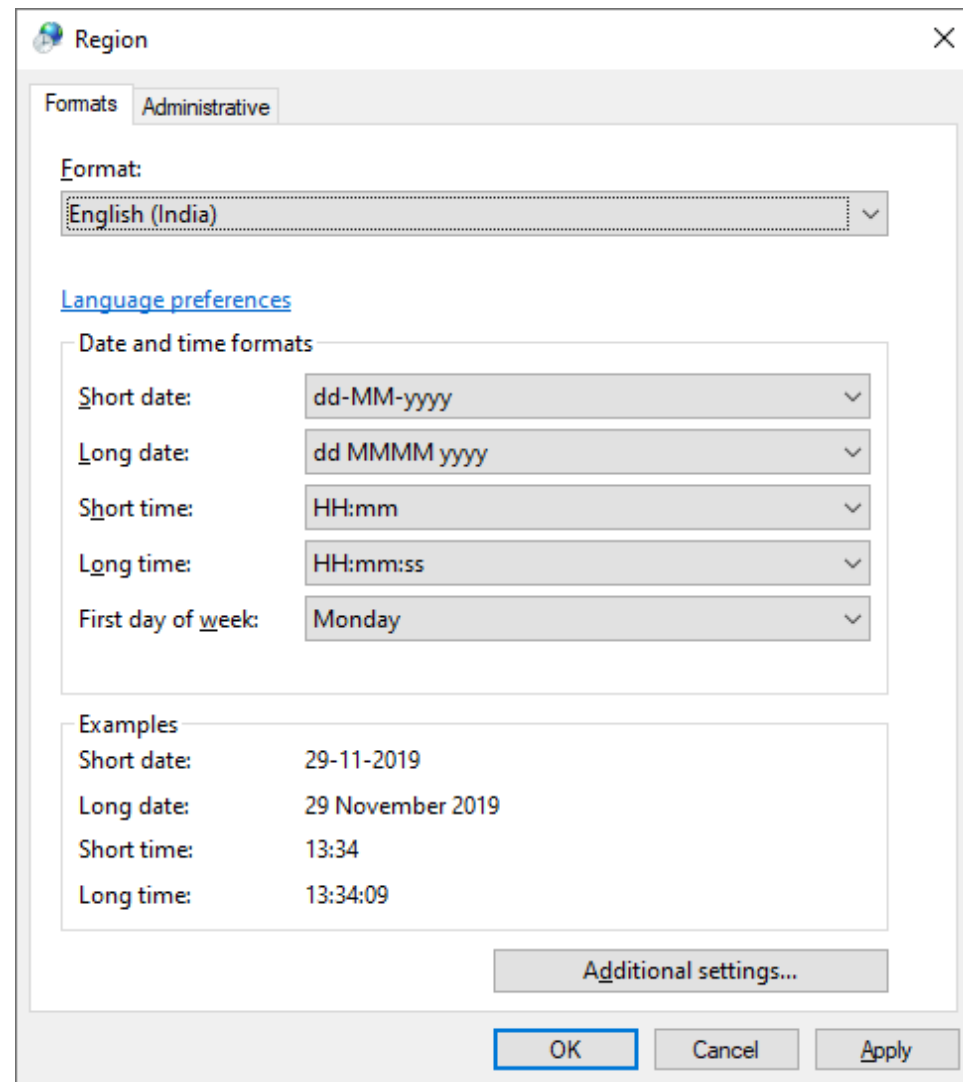 Region
Formats Administrative
Format:
English (India)
Language preferences
Date and time formats
Short date: dd-MM-yyyy
Long date: dd MMMM yyyy
Short time: HH:mm
Long time: HH:mm:ss
First day of week: Monday
Examples
Short date: 29-11-2019
Long date: 29 November 2019
Short time: 13:34
Long time: 13:34:09
Additional settings...
OK Cancel Apply